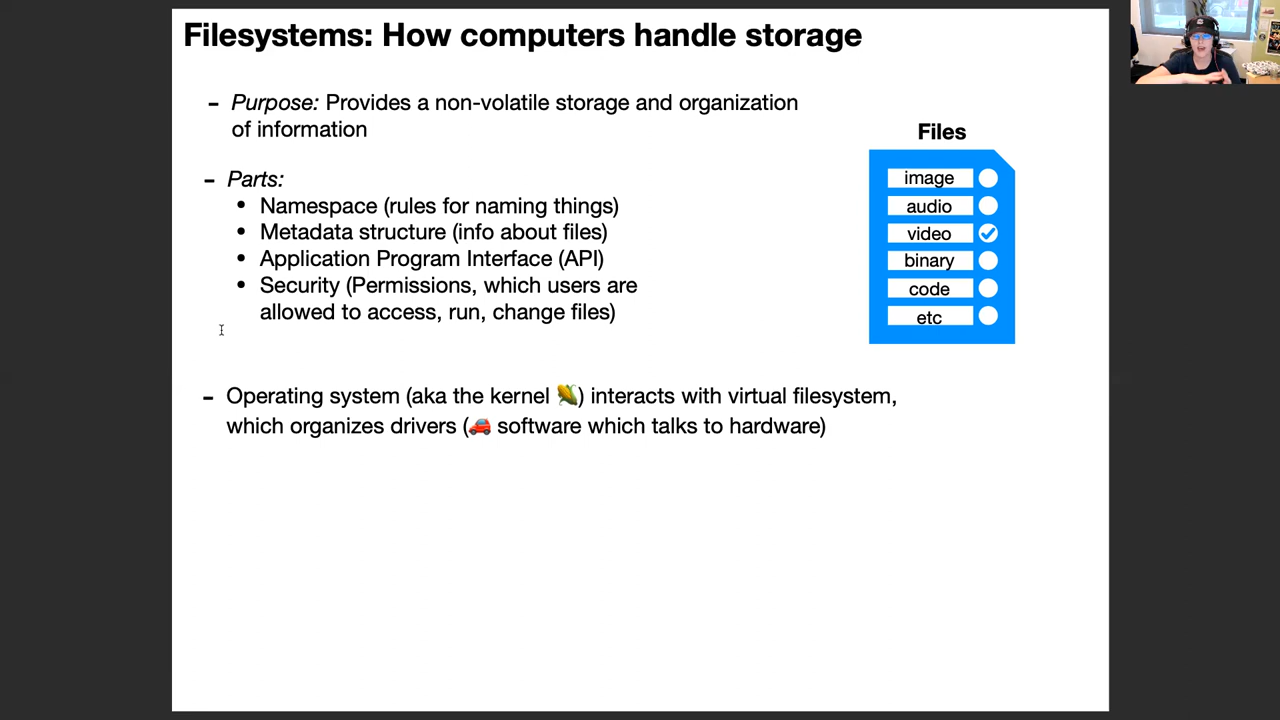 Filesystems: How computers handle storage
- Purpose: Provides a non-volatile storage and organization
of information
- Parts:
• Namespace (rules for naming things)
• Metadata structure (info about files)
• Application Program Interface (API)
• Security (Permissions, which users are
allowed to access, run, change files)
Files
image
audio
video
binary
code
etc
- Operating system (aka the kernel 🌽) interacts with virtual filesystem,
which organizes drivers (🚗 software which talks to hardware)